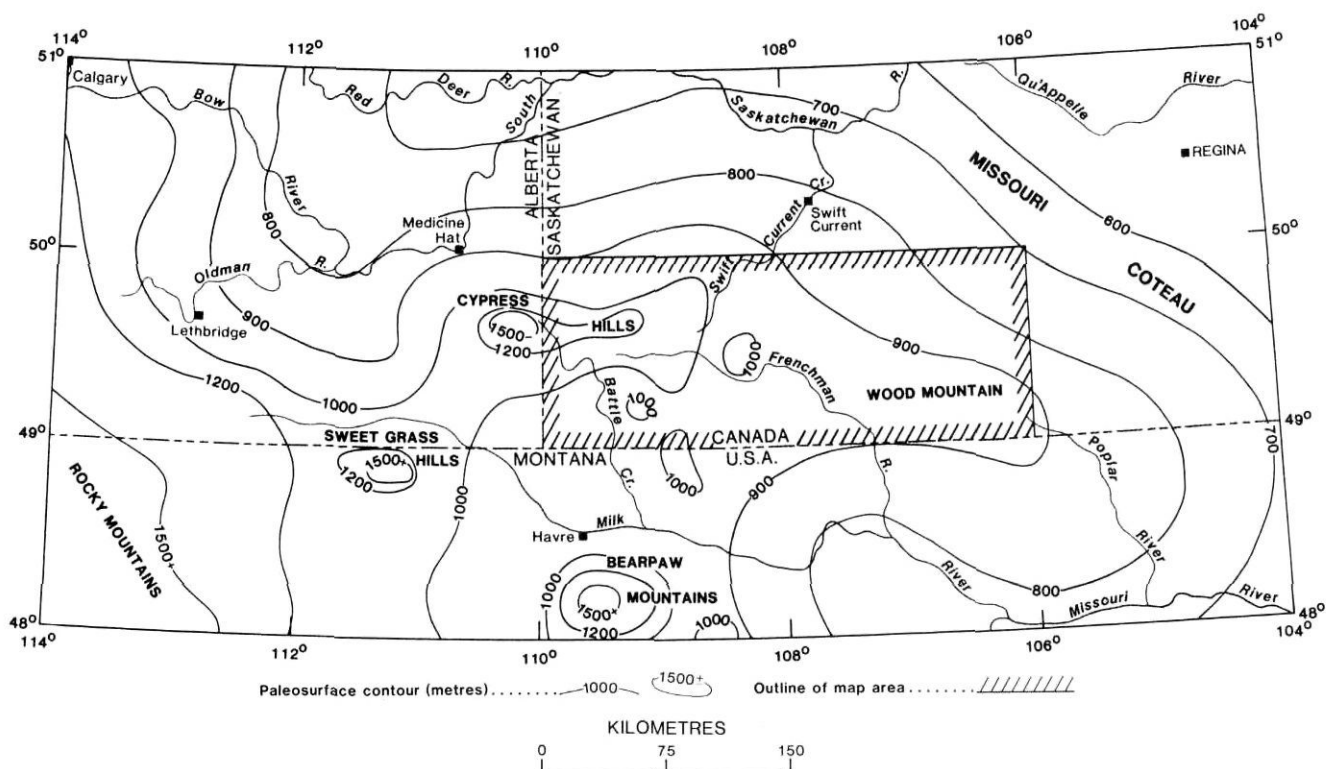 114° 112° 110° 108° 106° 104°
51° 51°
Calgary
Bow
River
Red Deer R.
South
Saskatchewan
R.
Qu'Appelle River
REGINA
ALBERTA
SASKATCHEWAN
700
800
800
MISSOURI
COTEAU
600
Swift Current Cr.
Swift
Current
Medicine
Hat
50° 50°
Oldman R.
Lethbridge
900
CYPRESS
HILLS
1500-
1200
1000
900
Frenchman
R.
WOOD MOUNTAIN
1200
1000
Battle
Cr.
1000
49° 49°
SWEET GRASS
HILLS
1500+
1200
MONTANA
CANADA
U.S.A.
1000
900
Poplar
River
700
ROCKY MOUNTAINS
1500+
1000
Havre
Milk
River
BEARPAW
MOUNTAINS
1000
1500+
1200
1000
800
Missouri River
48° 48°
114° 112° 110° 108° 106° 104°
Paleosurface contour (metres)........ 1000 1500+ Outline of map area........
KILOMETRES
0 75 150